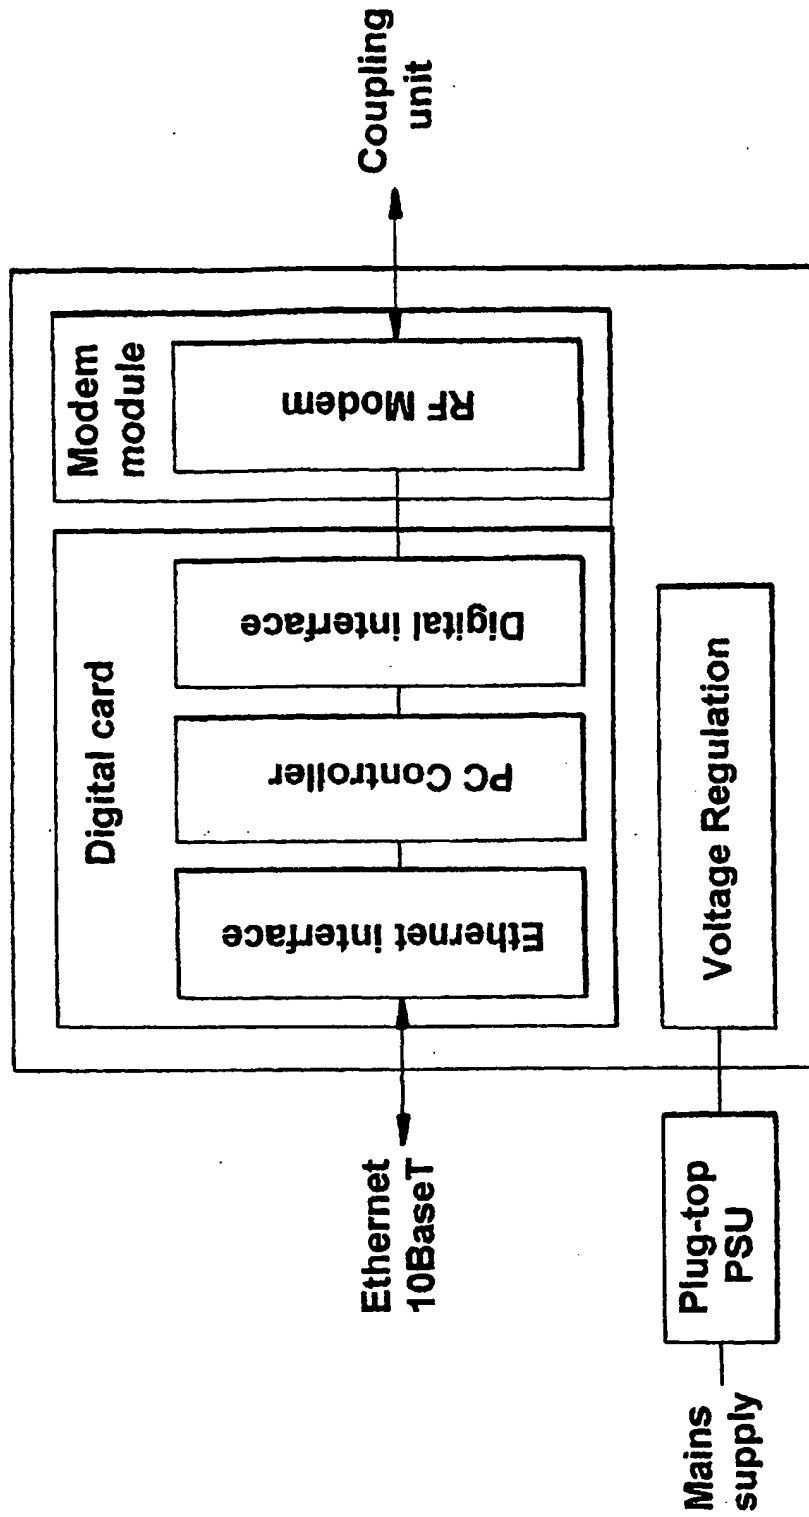 Digital card
Modem
module
Ethernet
10BaseT
Ethernet interface
PC Controller
Digital interface
RF Modem
Coupling
unit
Mains
supply
Plug-top
PSU
Voltage Regulation